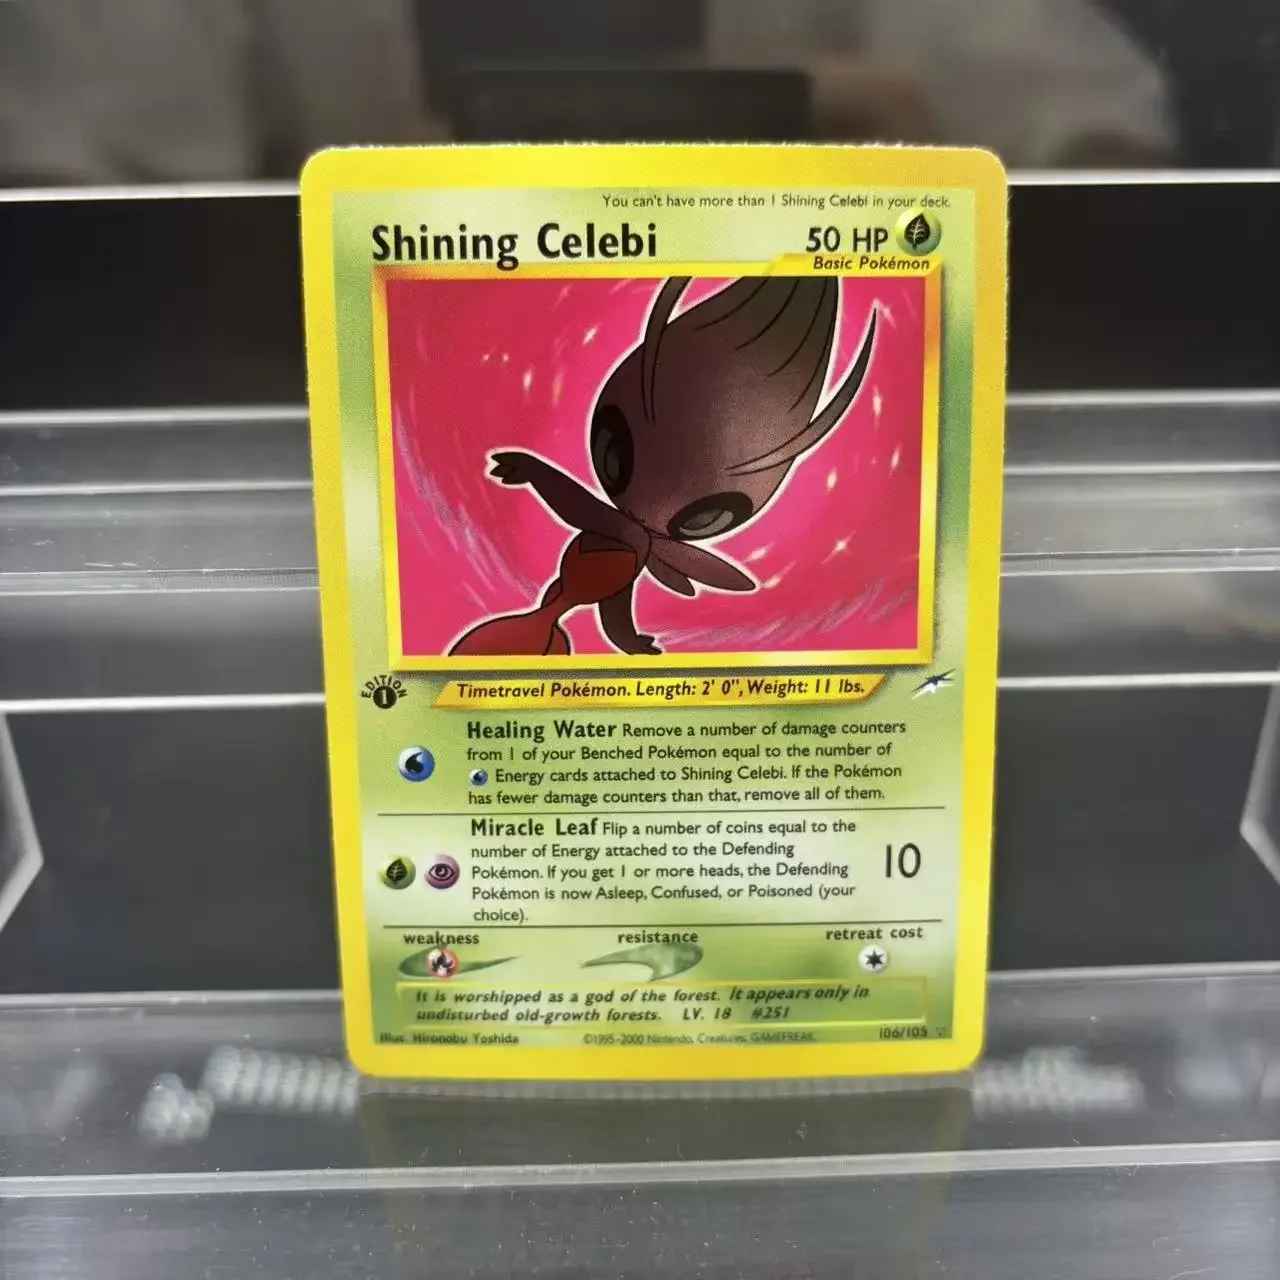 You can't have more than 1 Shining Celebi in your deck.
Shining Celebi
50 HP
Basic Pokémon
EDITION
1
Timetravel Pokémon. Length: 2' 0", Weight: 11 lbs.
Healing Water Remove a number of damage counters
from 1 of your Benched Pokémon equal to the number of
Energy cards attached to Shining Celebi. If the Pokémon
has fewer damage counters than that, remove all of them.
Miracle Leaf Flip a number of coins equal to the
number of Energy attached to the Defending
Pokémon. If you get 1 or more heads, the Defending
Pokémon is now Asleep, Confused, or Poisoned (your
choice).
10
weakness
resistance
retreat cost
It is worshipped as a god of the forest. It appears only in
undisturbed old-growth forests. LV. 18 #251
Illus. Hironobu Yoshida
©1995-2000 Nintendo, Creatures, GAMEFREAK.
106/105